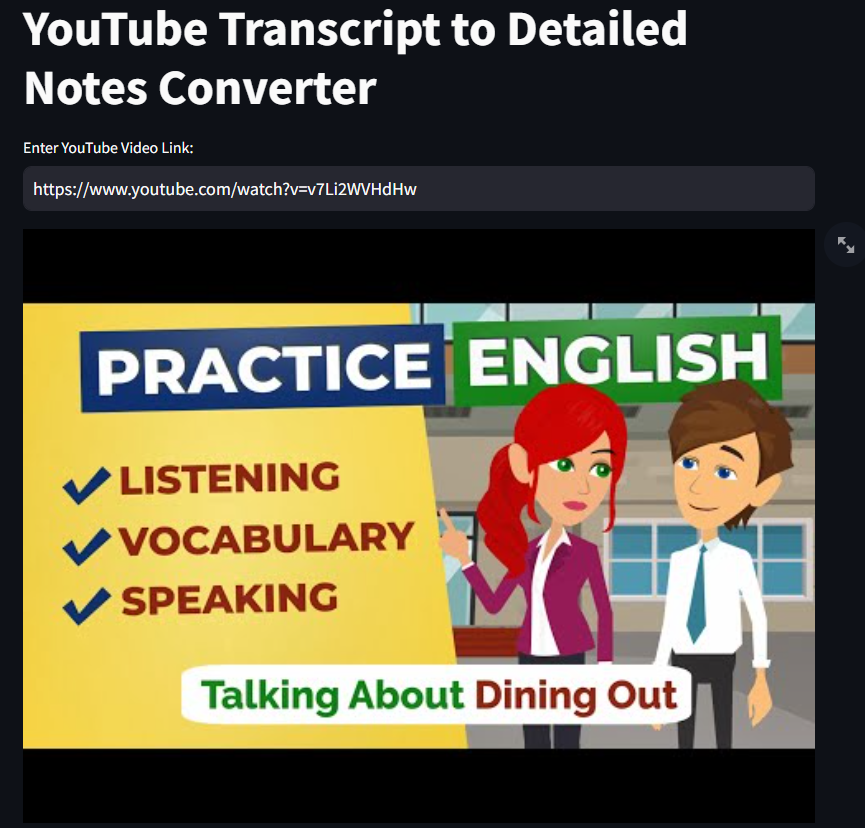 YouTube Transcript to Detailed
Notes Converter
Enter YouTube Video Link:
https://www.youtube.com/watch?v=v7Li2WVHdHw
PRACTICE ENGLISH
LISTENING
VOCABULARY
SPEAKING
Talking About Dining Out